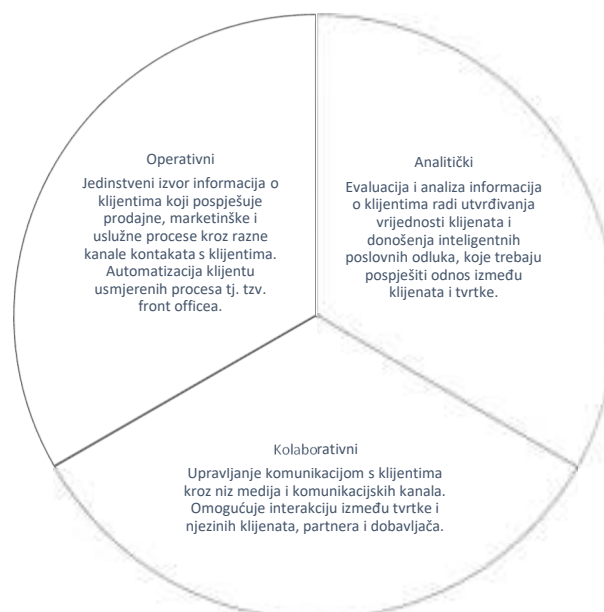 Operativni
Jedinstveni izvor informacija o
klijentima koji pospješuje
prodajne, marketinške i
uslužne procese kroz razne
kanale kontakata s klijentima.
Automatizacija klijentu
usmjerenih procesa tj. tzv.
front officea.
Analitički
Evaluacija i analiza informacija
o klijentima radi utvrđivanja
vrijednosti klijenata i
donošenja inteligentnih
poslovnih odluka, koje trebaju
pospješiti odnos između
klijenata i tvrtke.
Kolaborativni
Upravljanje komunikacijom s klijentima
kroz niz medija i komunikacijskih kanala.
Omogućuje interakciju između tvrtke i
njezinih klijenata, partnera i dobavljača.